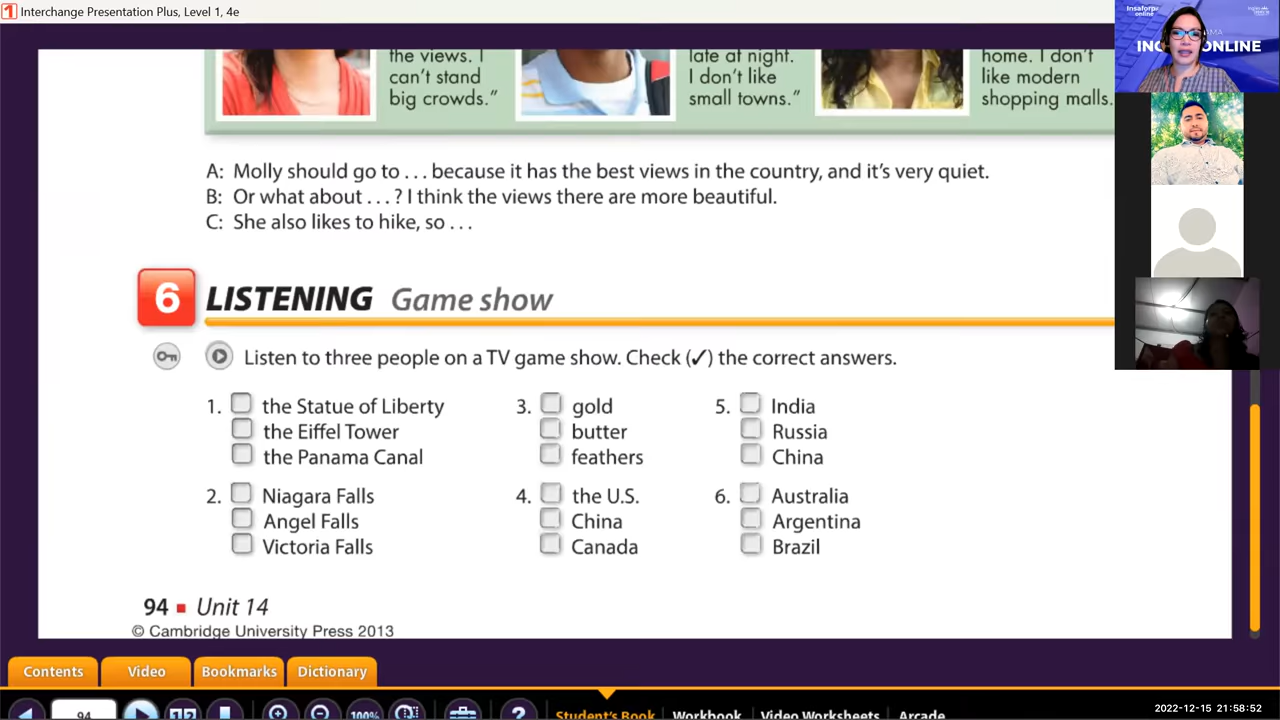 Interchange Presentation Plus, Level 1, 4e
Insaforp
online
INGLÉS ONLINE
the views. I
can't stand
big crowds."
late at night.
I don't like
small towns."
home. I don't
like modern
shopping malls.
A: Molly should go to . . . because it has the best views in the country, and it's very quiet.
B: Or what about . . . ? I think the views there are more beautiful.
C: She also likes to hike, so . . .
6 LISTENING Game show
Listen to three people on a TV game show. Check (✓) the correct answers.
1. the Statue of Liberty
the Eiffel Tower
the Panama Canal
2. Niagara Falls
Angel Falls
Victoria Falls
3. gold
butter
feathers
4. the U.S.
China
Canada
5. India
Russia
China
6. Australia
Argentina
Brazil
94 ■ Unit 14
© Cambridge University Press 2013
Contents
Video
Bookmarks
Dictionary
94
100%
?
Student's Book
Workbook
Video Worksheets
Arcade
2022-12-15 21:58:52